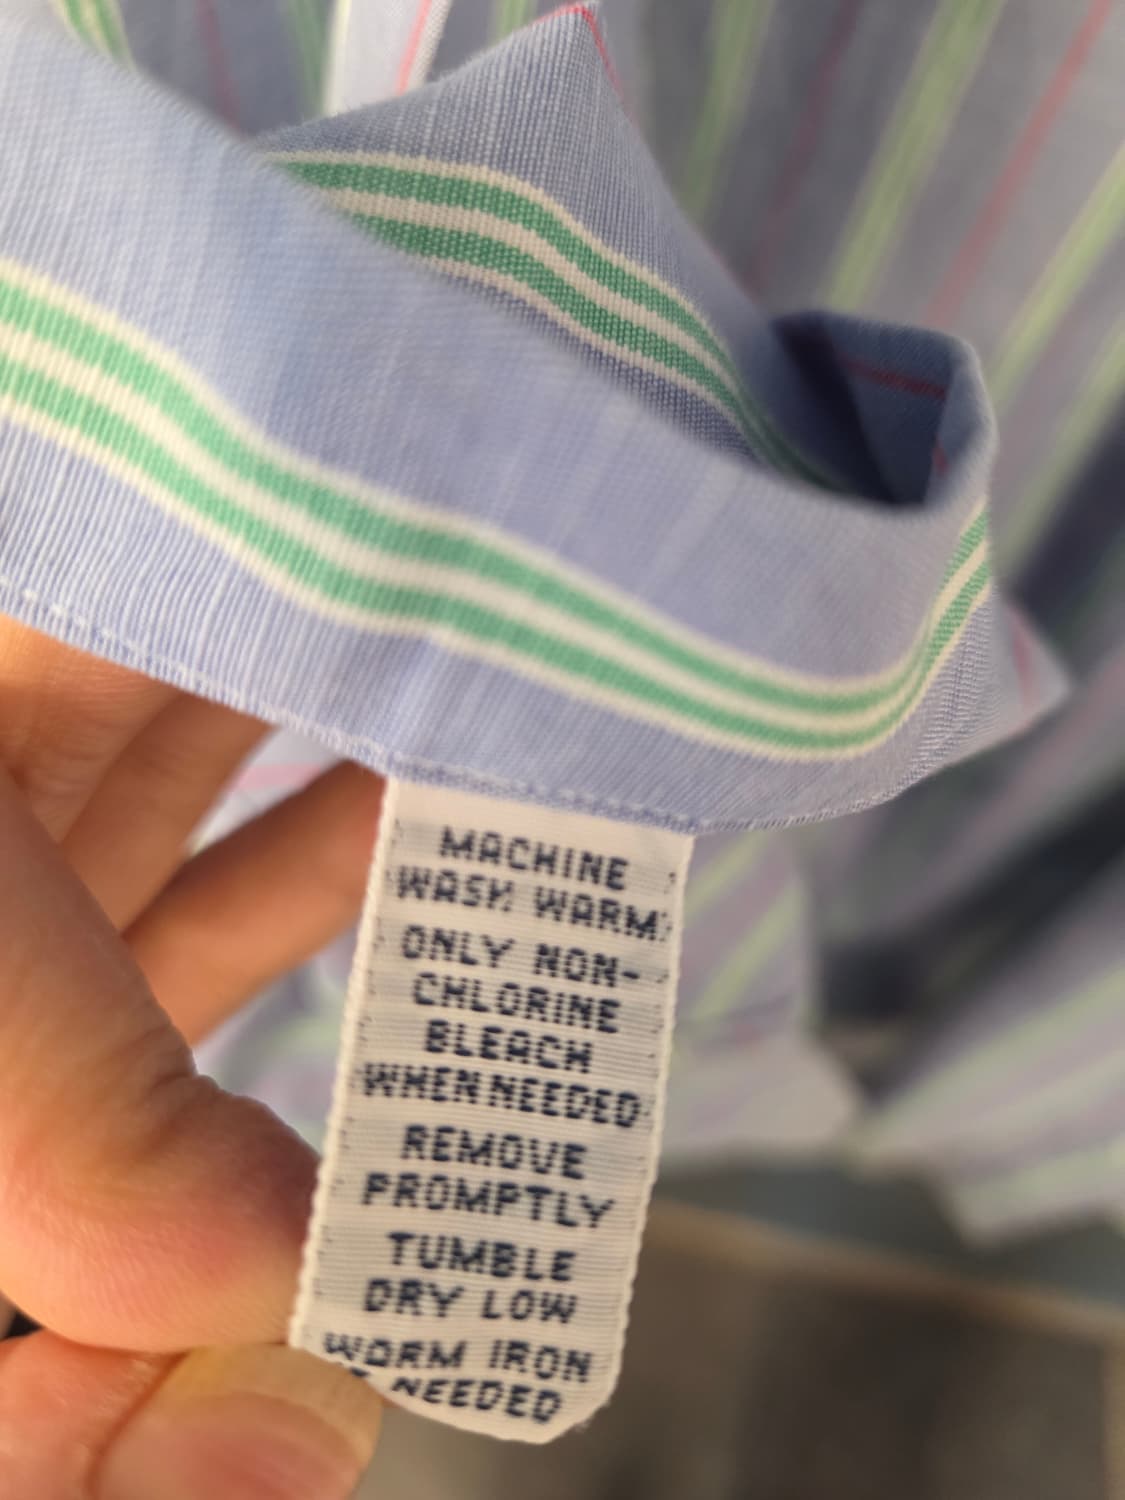 MACHINE
WASH WARM
ONLY NON-
CHLORINE
BLEACH
WHEN NEEDED
REMOVE
PROMPTLY
TUMBLE
DRY LOW
WARM IRON
NEEDED